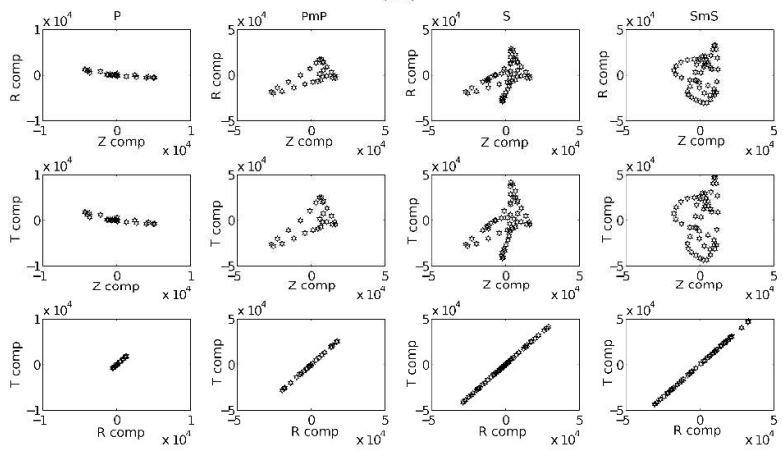 P PmP S SmS
x 10^4 x 10^4 x 10^4 x 10^4
1 5 5 5
R comp R comp R comp R comp
0 0 0 0
−1 −5 −5 −5
−1 0 1 −5 0 5 −5 0 5 −5 0 5
Z comp x 10^4 Z comp x 10^4 Z comp x 10^4 Z comp x 10^4
x 10^4 x 10^4 x 10^4 x 10^4
1 5 5 5
T comp T comp T comp T comp
0 0 0 0
−1 −5 −5 −5
−1 0 1 −5 0 5 −5 0 5 −5 0 5
Z comp x 10^4 Z comp x 10^4 Z comp x 10^4 Z comp x 10^4
x 10^4 x 10^4 x 10^4 x 10^4
1 5 5 5
T comp T comp T comp T comp
0 0 0 0
−1 −5 −5 −5
−1 0 1 −5 0 5 −5 0 5 −5 0 5
R comp x 10^4 R comp x 10^4 R comp x 10^4 R comp x 10^4